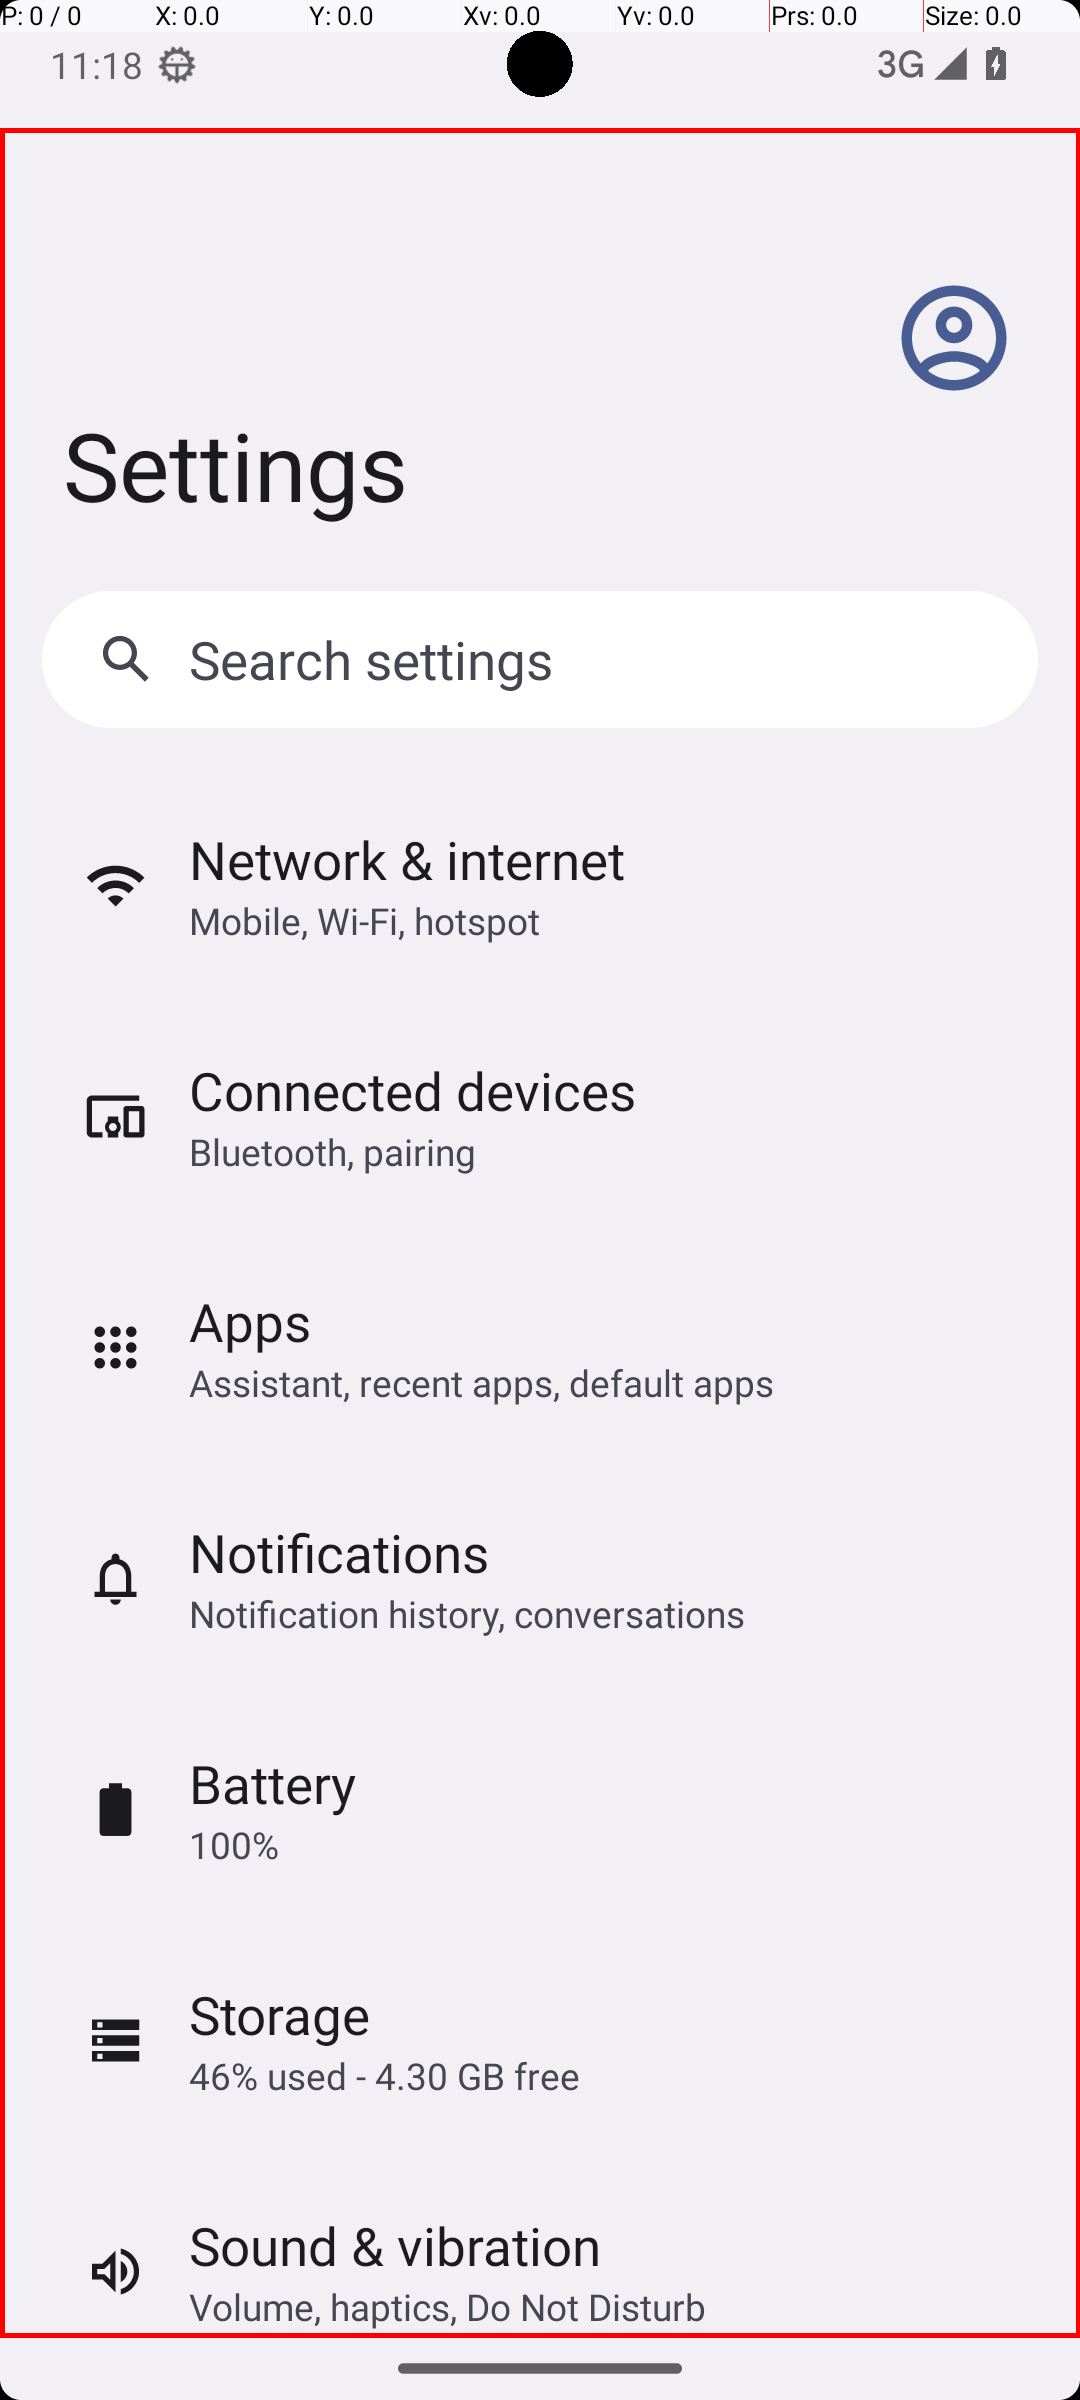 P: 0 / 0 X: 0.0 Y: 0.0 Xv: 0.0 Yv: 0.0 Prs: 0.0 Size: 0.0
11:18 3G
Settings
Search settings
Network & internet
Mobile, Wi-Fi, hotspot
Connected devices
Bluetooth, pairing
Apps
Assistant, recent apps, default apps
Notifications
Notification history, conversations
Battery
100%
Storage
46% used - 4.30 GB free
Sound & vibration
Volume, haptics, Do Not Disturb